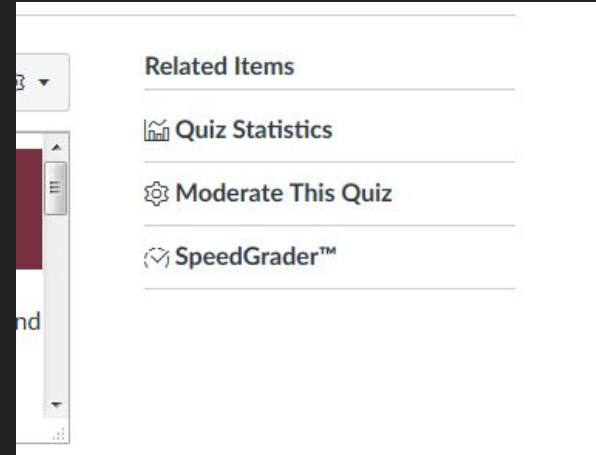 Related Items
Quiz Statistics
Moderate This Quiz
SpeedGrader™
nd